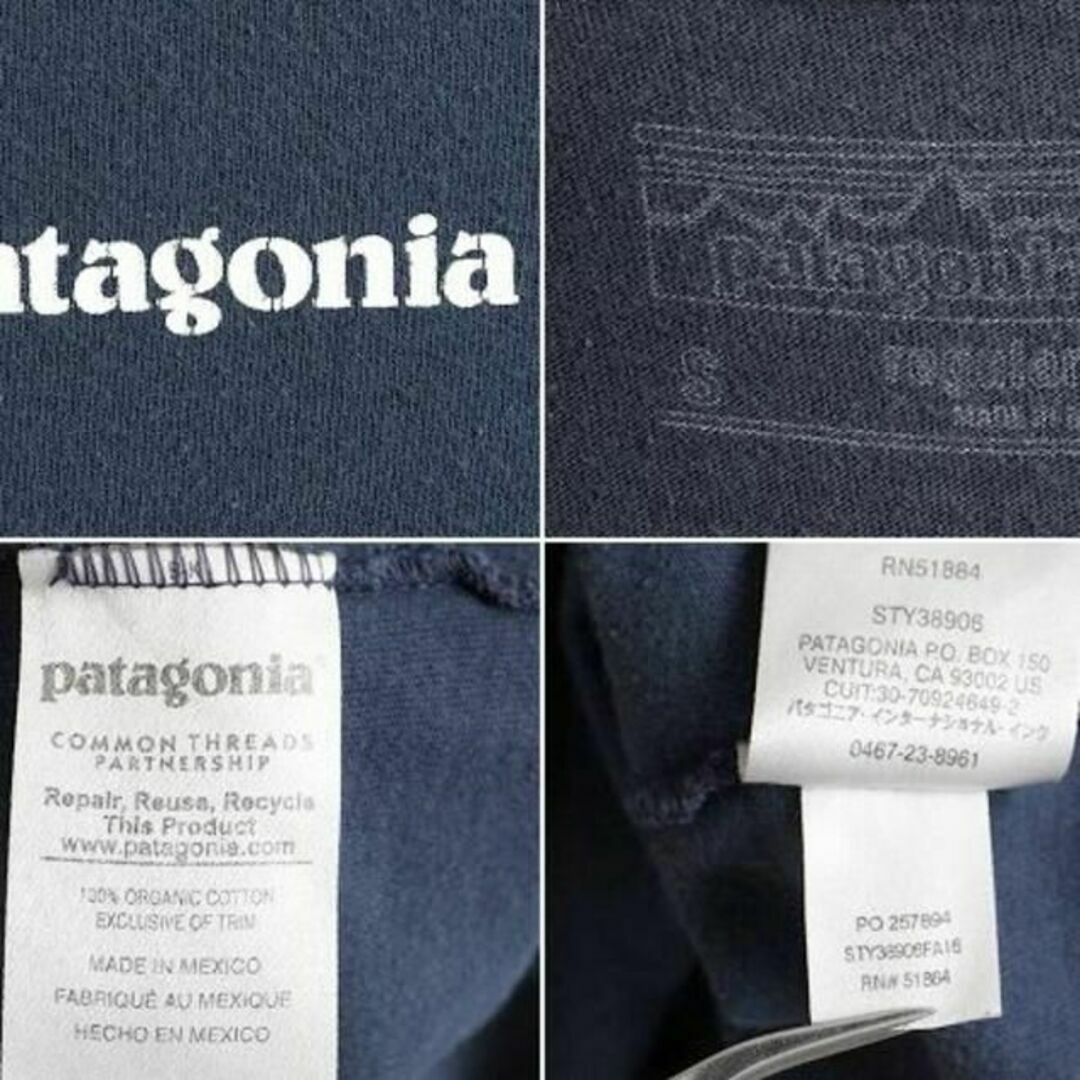 atagonia
patagonia
S regular
MADE IN
patagonia
COMMON THREADS
PARTNERSHIP
Repair, Reuse, Recycle
This Product
www.patagonia.com
100% ORGANIC COTTON
EXCLUSIVE OF TRIM
MADE IN MEXICO
FABRIQUÉ AU MEXIQUE
HECHO EN MEXICO
RN51884
STY38906
PATAGONIA P.O. BOX 150
VENTURA, CA 93002 US
CUIT:30-70924649-2
パタゴニア・インターナショナル・インク
0467-23-8961
PO 257894
STY38906FA16
RN# 51884